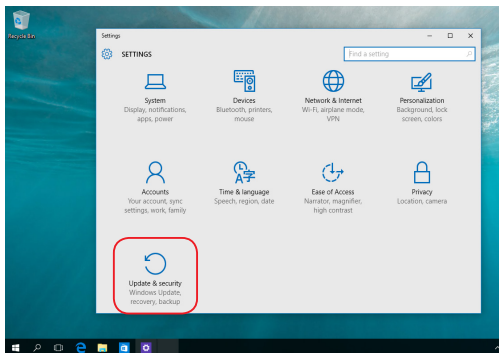 Recycle Bin
Settings
SETTINGS
Find a setting
System
Display, notifications,
apps, power
Devices
Bluetooth, printers,
mouse
Network & Internet
Wi-Fi, airplane mode,
VPN
Personalization
Background, lock
screen, colors
Accounts
Your account, sync
settings, work, family
Time & language
Speech, region, date
Ease of Access
Narrator, magnifier,
high contrast
Privacy
Location, camera
Update & security
Windows Update,
recovery, backup